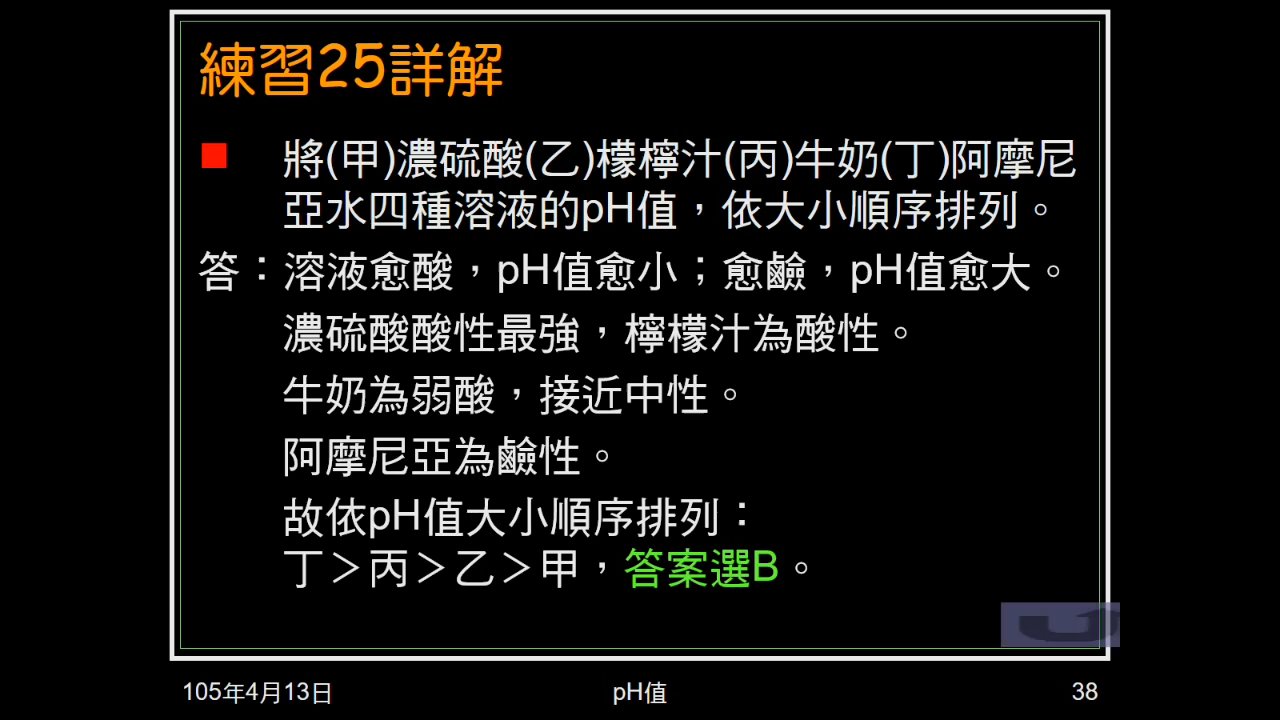 練習25詳解
將(甲)濃硫酸(乙)檬檸汁(丙)牛奶(丁)阿摩尼
亞水四種溶液的pH值，依大小順序排列。
答：溶液愈酸，pH值愈小；愈鹼，pH值愈大。
濃硫酸酸性最強，檸檬汁為酸性。
牛奶為弱酸，接近中性。
阿摩尼亞為鹼性。
故依pH值大小順序排列：
丁＞丙＞乙＞甲，答案選B。
105年4月13日
pH值
38